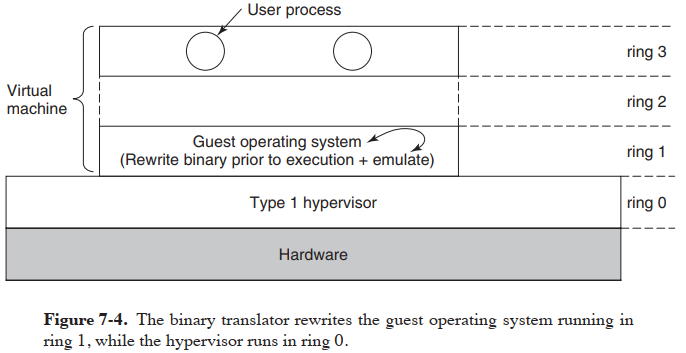 User process
ring 3
Virtual
machine
ring 2
Guest operating system
(Rewrite binary prior to execution + emulate)
ring 1
Type 1 hypervisor
ring 0
Hardware
Figure 7-4. The binary translator rewrites the guest operating system running in
ring 1, while the hypervisor runs in ring 0.